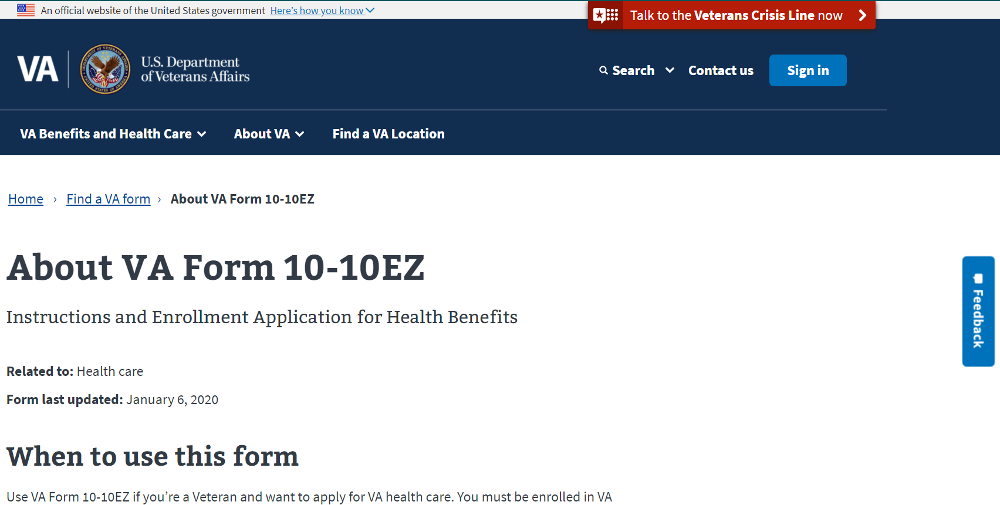 An official website of the United States government Here's how you know
Talk to the Veterans Crisis Line now
VA
U.S. Department
of Veterans Affairs
Search
Contact us
Sign in
VA Benefits and Health Care
About VA
Find a VA Location
Home › Find a VA form › About VA Form 10-10EZ
About VA Form 10-10EZ
Instructions and Enrollment Application for Health Benefits
Feedback
Related to: Health care
Form last updated: January 6, 2020
When to use this form
Use VA Form 10-10EZ if you’re a Veteran and want to apply for VA health care. You must be enrolled in VA